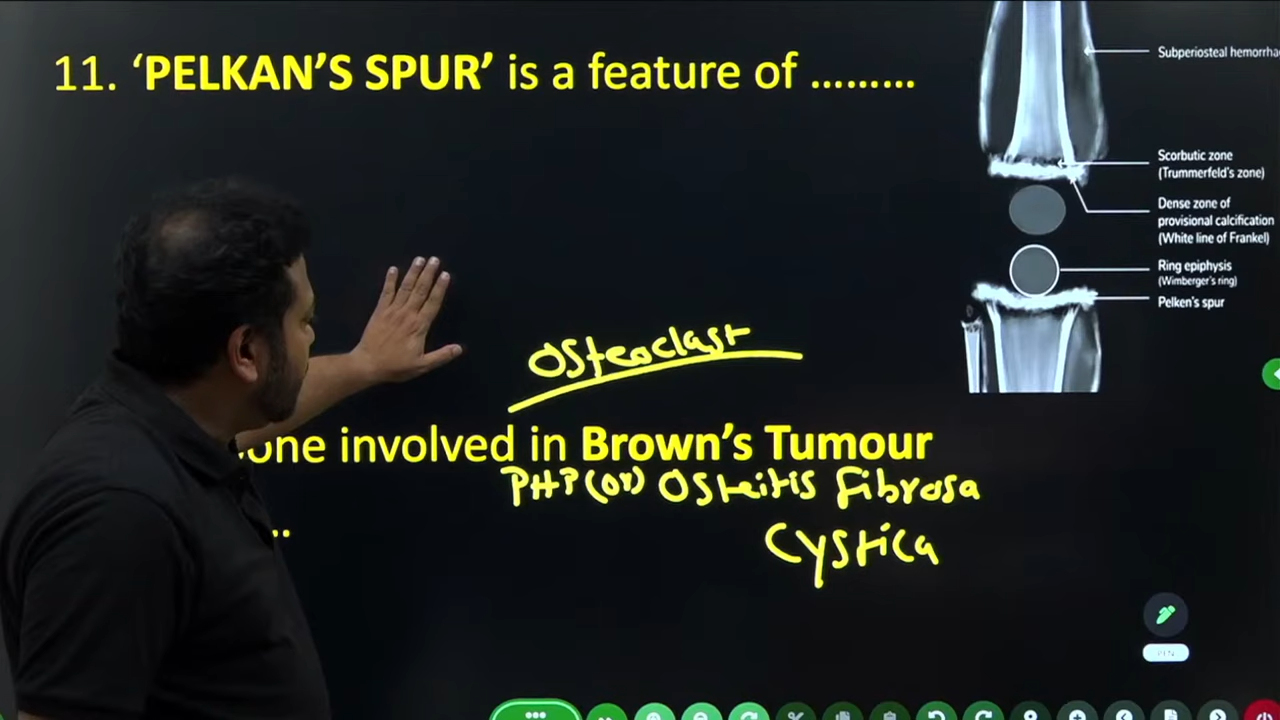 11. ‘PELKAN’S SPUR’ is a feature of .........
Subperiosteal hemorrha
Scorbutic zone
(Trummerfeld's zone)
Dense zone of
provisional calcification
(White line of Frankel)
Ring epiphysis
(Wimberger's ring)
Pelken's spur
Osteoclast
one involved in Brown’s Tumour
PHP (or) Osteitis fibrosa
cystica
..
PEN